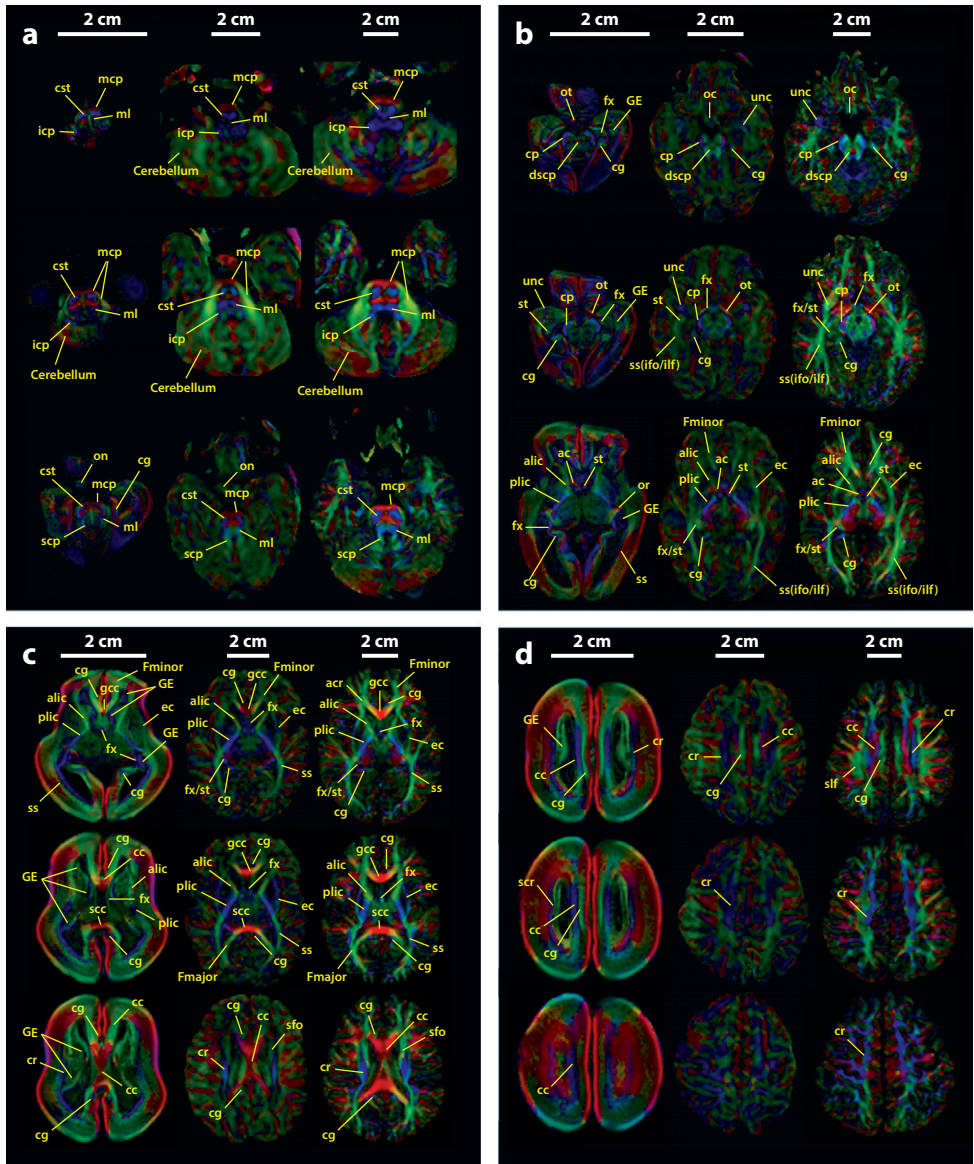 2 cm 2 cm 2 cm
a
mcp
cst
ml
icp
mcp
cst
ml
icp
Cerebellum
mcp
cst
ml
icp
Cerebellum
mcp
cst
ml
icp
Cerebellum
mcp
cst
ml
icp
Cerebellum
mcp
cst
ml
icp
Cerebellum
on cg
mcp
cst
ml
scp
on
mcp
cst
scp ml
mcp
cst
scp ml
2 cm 2 cm 2 cm
b
ot fx GE
cp
dscp cg
oc unc
cp
dscp cg
unc oc
cp
dscp cg
ot fx GE
st cp
cg
unc fx
st cp ot
cg
ss(ifo/ilf)
unc fx
cp ot
fx/st
cg
ss(ifo/ilf)
ac
alic st
plic or
GE
fx
cg ss
Fminor
alic ac st ec
plic
fx/st
cg
ss(ifo/ilf)
Fminor cg
alic st ec
ac
plic
fx/st
cg
ss(ifo/ilf)
2 cm 2 cm 2 cm
c
cg Fminor
gcc GE
alic
plic ec
fx GE
ss cg
cg gcc Fminor
alic fx
plic ec
fx/st ss
cg
acr gcc Fminor
cg
alic fx
plic ec
fx/st ss
cg
cg
cc
GE alic
fx
scc plic
cg
gcc cg
alic fx
plic
scc ec
ss
Fmajor cg
cg
gcc
alic fx
plic ec
scc
ss
Fmajor cg
cg cc
GE
cr
cc
cg
cg cc
sfo
cr
cg
cg cc
sfo
cr
cg
2 cm 2 cm 2 cm
d
GE
cr
cc
cg
cc
cr
cg
cc cr
slf
cg
scr
cc
cg
cr
cr
cc
cr